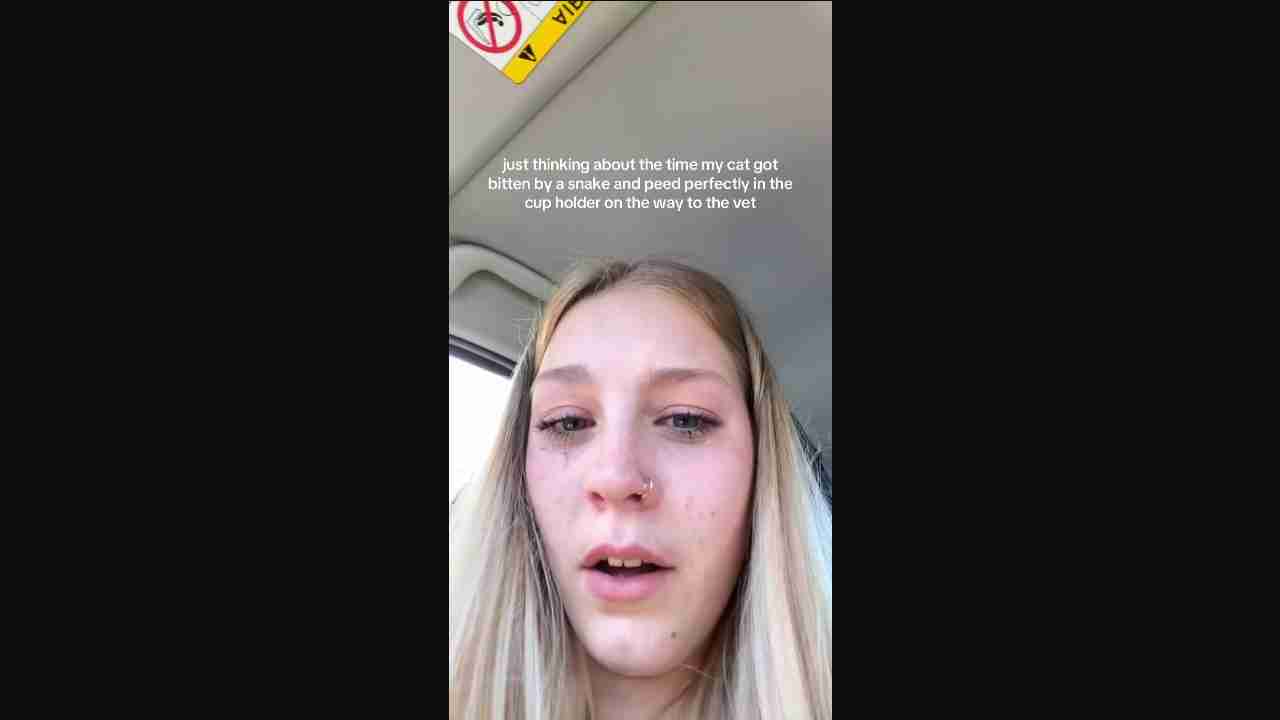 just thinking about the time my cat got
bitten by a snake and peed perfectly in the
cup holder on the way to the vet